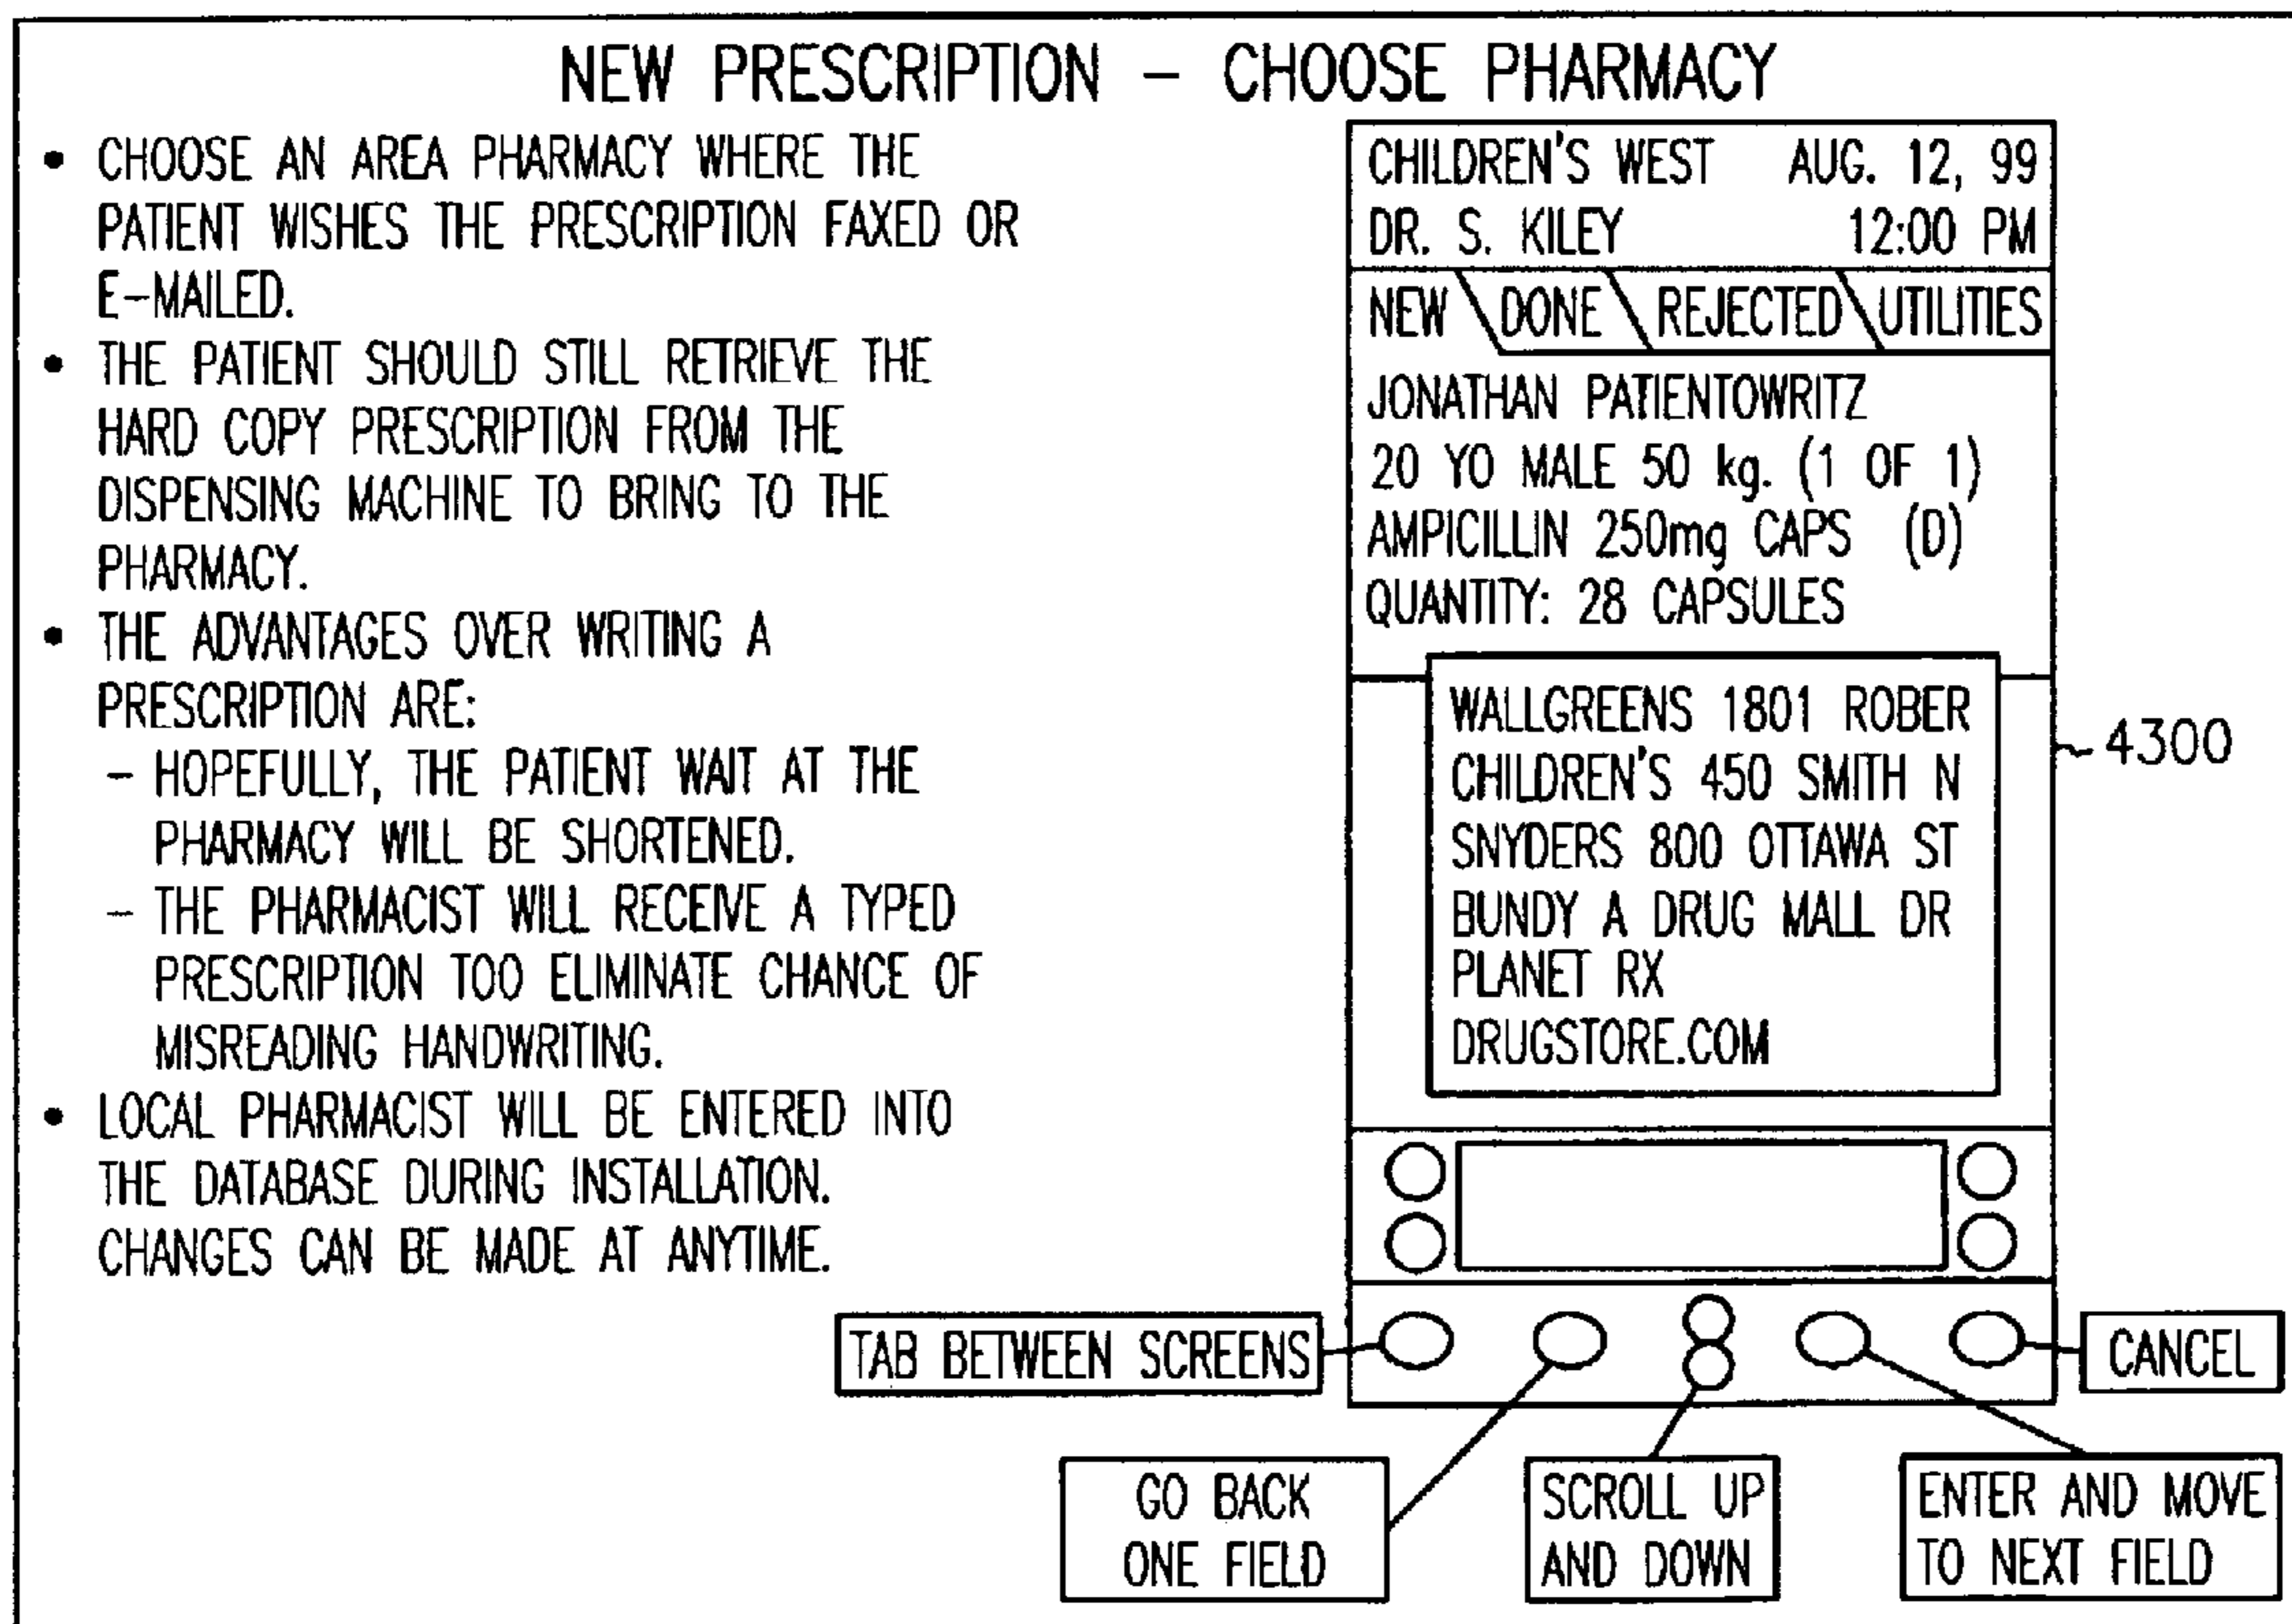 NEW PRESCRIPTION – CHOOSE PHARMACY
• CHOOSE AN AREA PHARMACY WHERE THE
PATIENT WISHES THE PRESCRIPTION FAXED OR
E–MAILED.
• THE PATIENT SHOULD STILL RETRIEVE THE
HARD COPY PRESCRIPTION FROM THE
DISPENSING MACHINE TO BRING TO THE
PHARMACY.
• THE ADVANTAGES OVER WRITING A
PRESCRIPTION ARE:
– HOPEFULLY, THE PATIENT WAIT AT THE
PHARMACY WILL BE SHORTENED.
– THE PHARMACIST WILL RECEIVE A TYPED
PRESCRIPTION TOO ELIMINATE CHANCE OF
MISREADING HANDWRITING.
• LOCAL PHARMACIST WILL BE ENTERED INTO
THE DATABASE DURING INSTALLATION.
CHANGES CAN BE MADE AT ANYTIME.
CHILDREN'S WEST AUG. 12, 99
DR. S. KILEY 12:00 PM
NEW DONE REJECTED UTILITIES
JONATHAN PATIENTOWRITZ
20 YO MALE 50 kg. (1 OF 1)
AMPICILLIN 250mg CAPS (D)
QUANTITY: 28 CAPSULES
WALLGREENS 1801 ROBER
CHILDREN'S 450 SMITH N
SNYDERS 800 OTTAWA ST
BUNDY A DRUG MALL DR
PLANET RX
DRUGSTORE.COM
4300
TAB BETWEEN SCREENS
CANCEL
GO BACK
ONE FIELD
SCROLL UP
AND DOWN
ENTER AND MOVE
TO NEXT FIELD